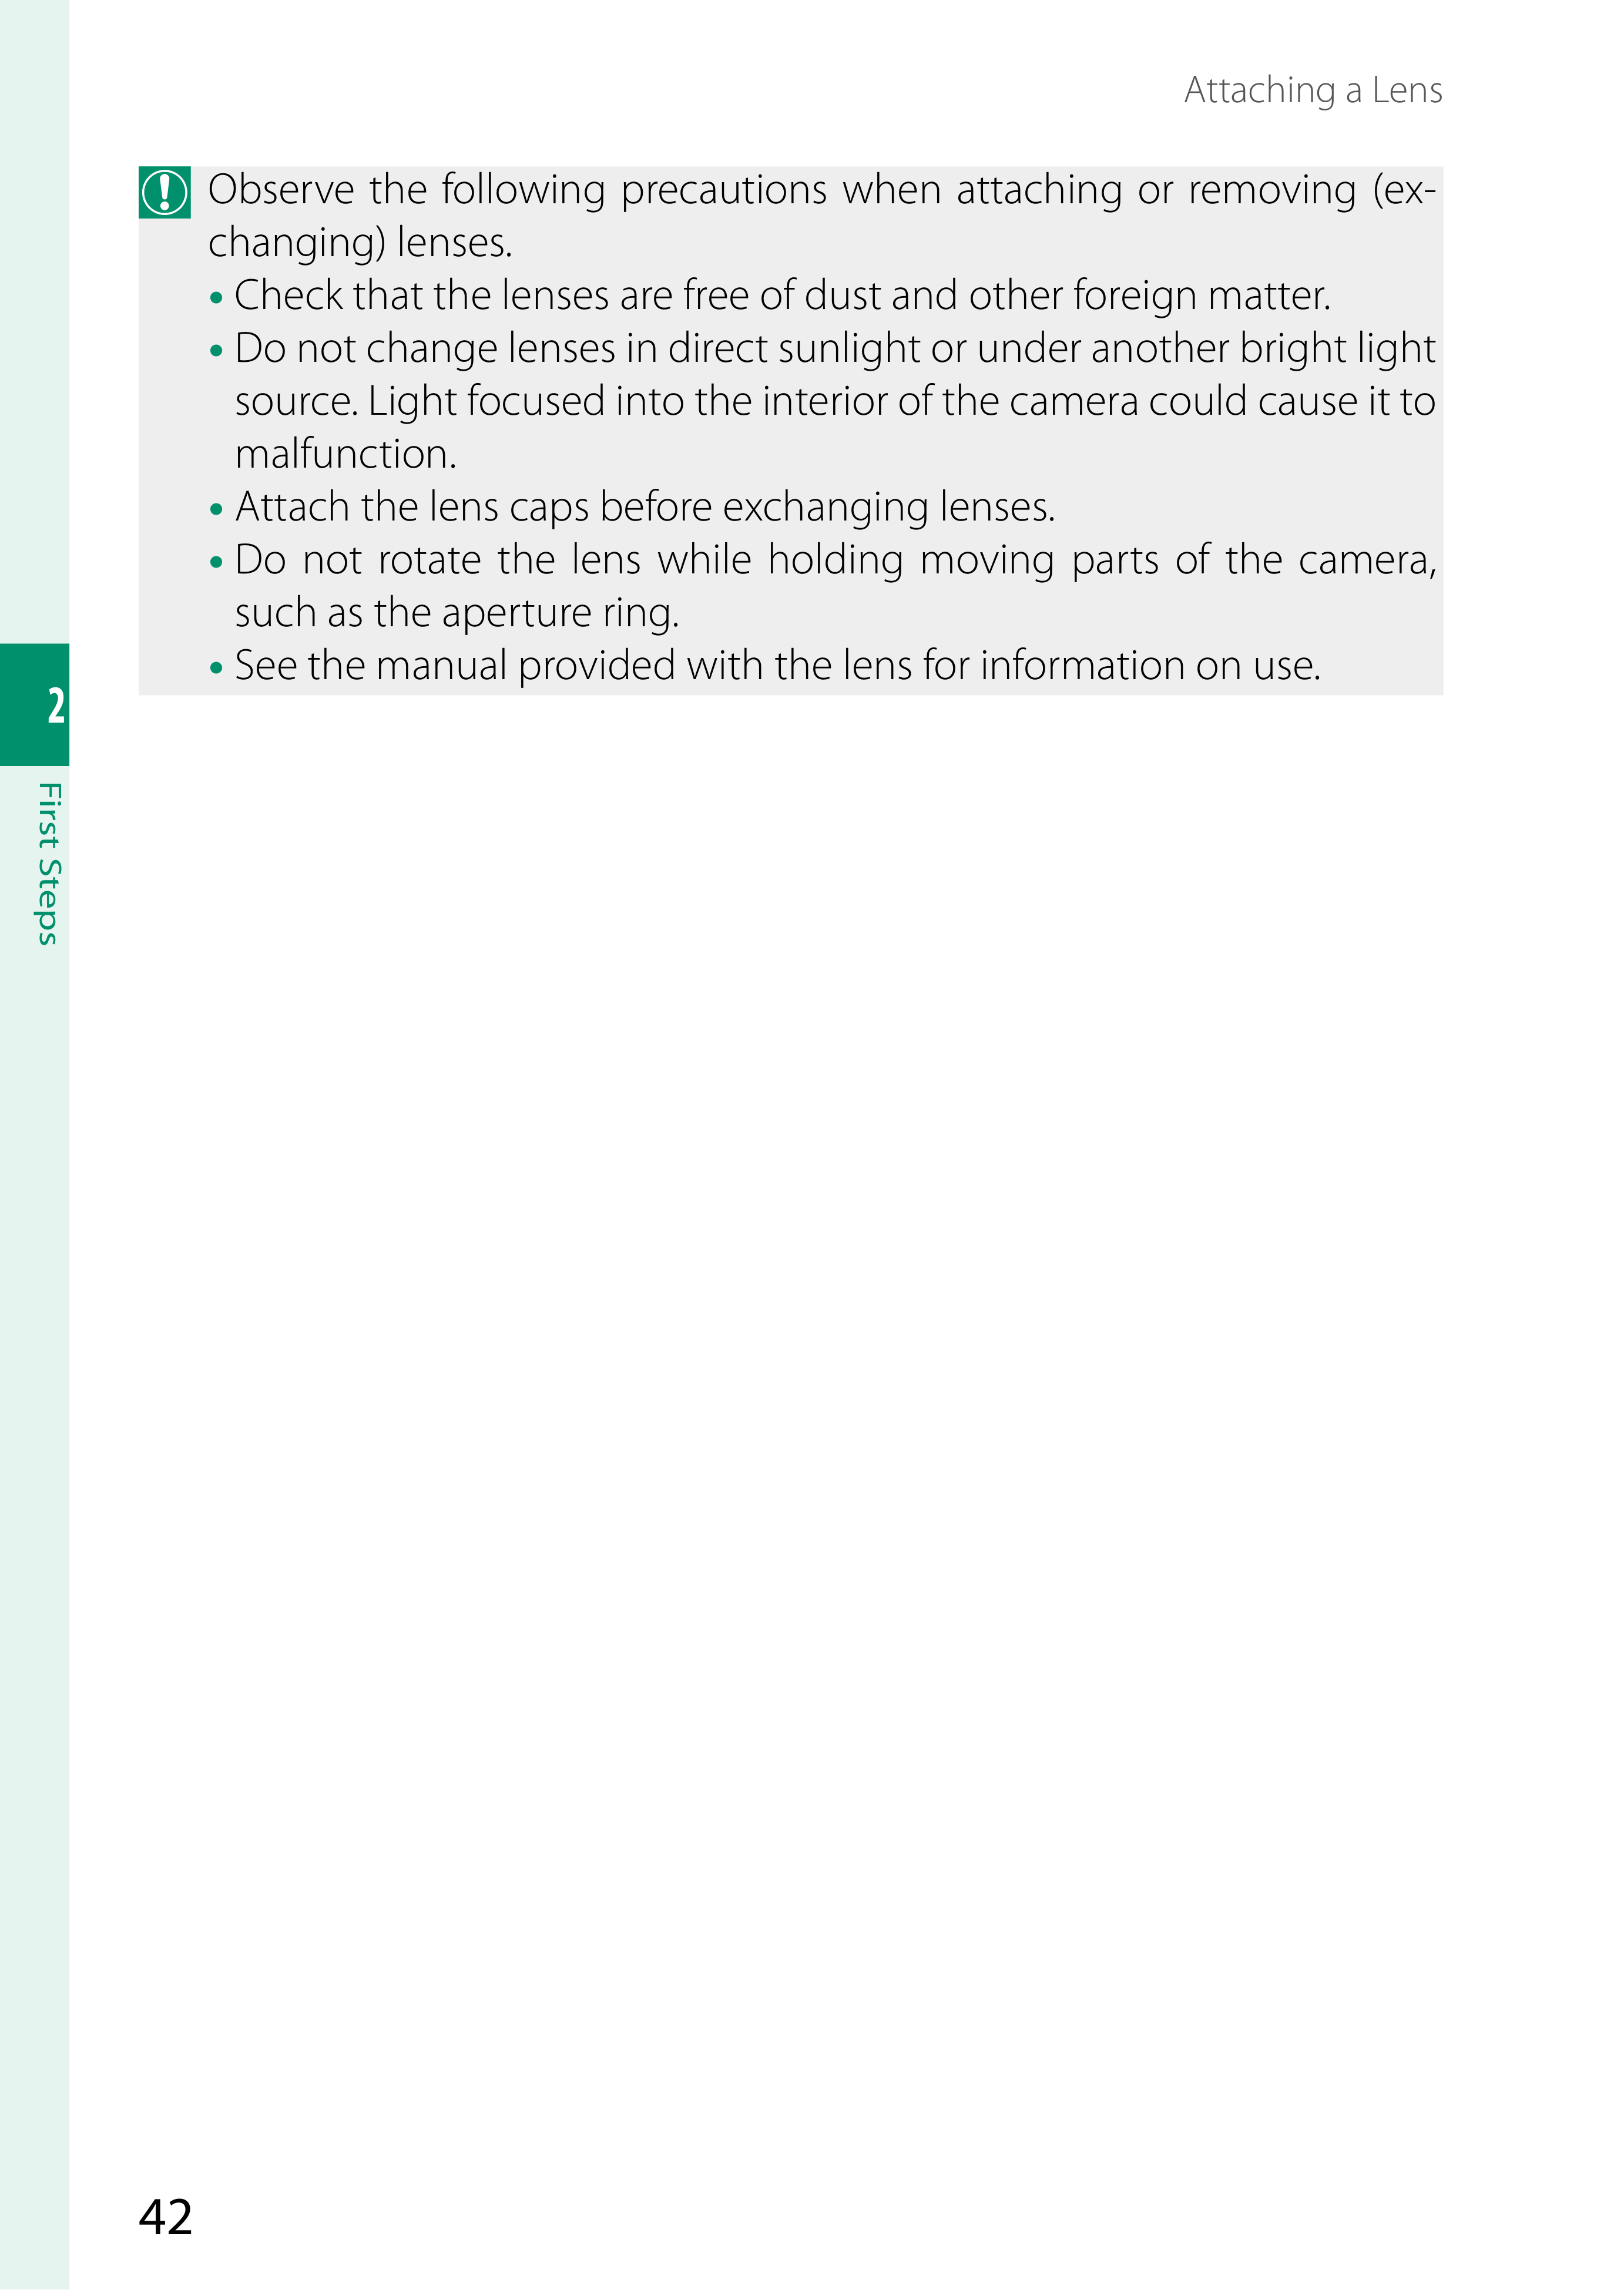 Attaching a Lens
Observe the following precautions when attaching or removing (ex-
changing) lenses.
• Check that the lenses are free of dust and other foreign matter.
• Do not change lenses in direct sunlight or under another bright light
source. Light focused into the interior of the camera could cause it to
malfunction.
• Attach the lens caps before exchanging lenses.
• Do not rotate the lens while holding moving parts of the camera,
such as the aperture ring.
• See the manual provided with the lens for information on use.
2
First Steps
42